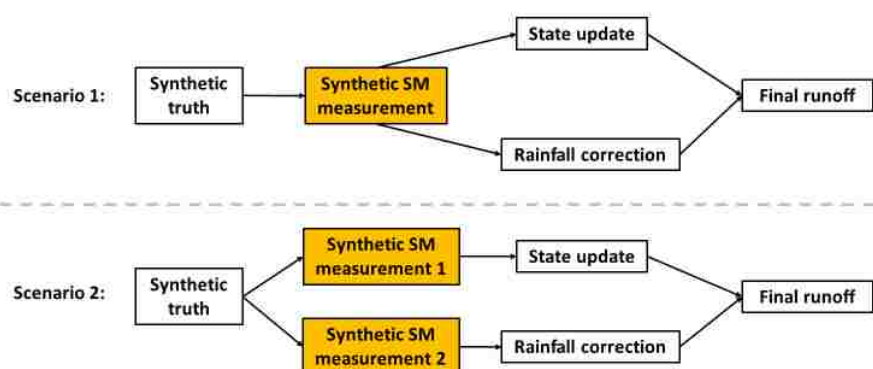 State update
Scenario 1:
Synthetic
truth
Synthetic SM
measurement
Final runoff
Rainfall correction
Scenario 2:
Synthetic
truth
Synthetic SM
measurement 1
State update
Final runoff
Synthetic SM
measurement 2
Rainfall correction